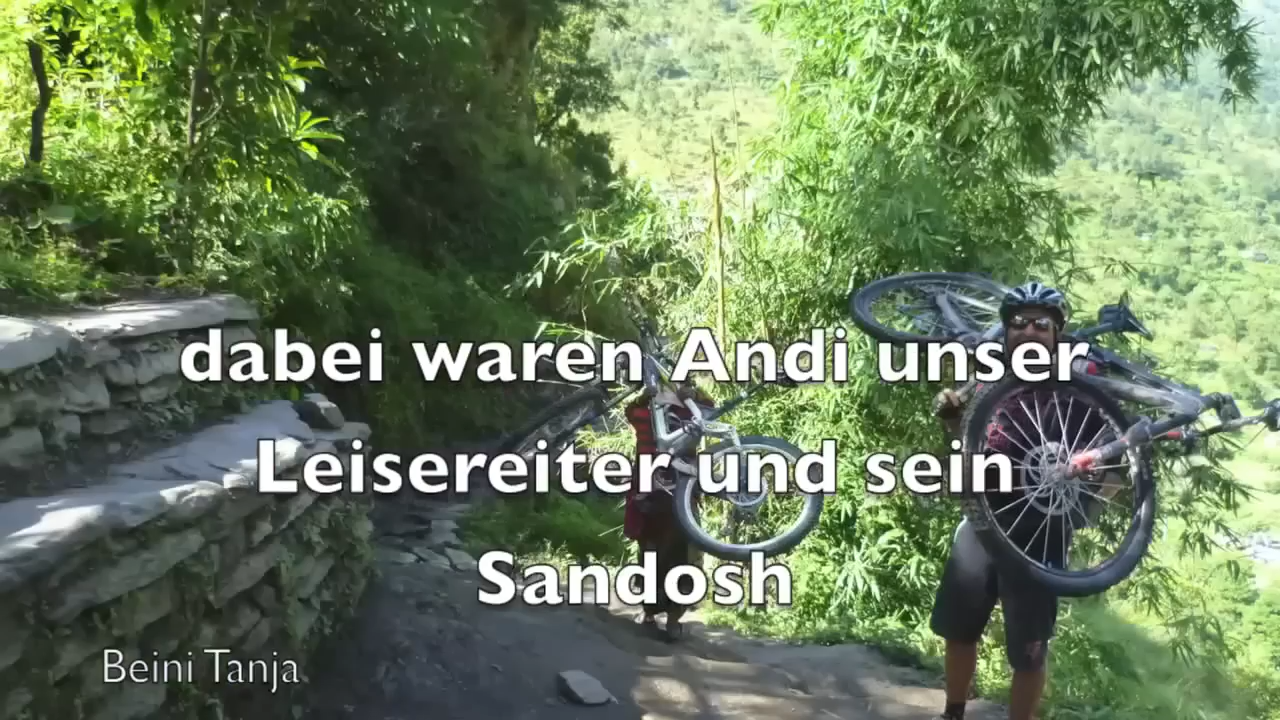 dabei waren Andi unser
Leisereiter und sein
Sandosh
Beini Tanja